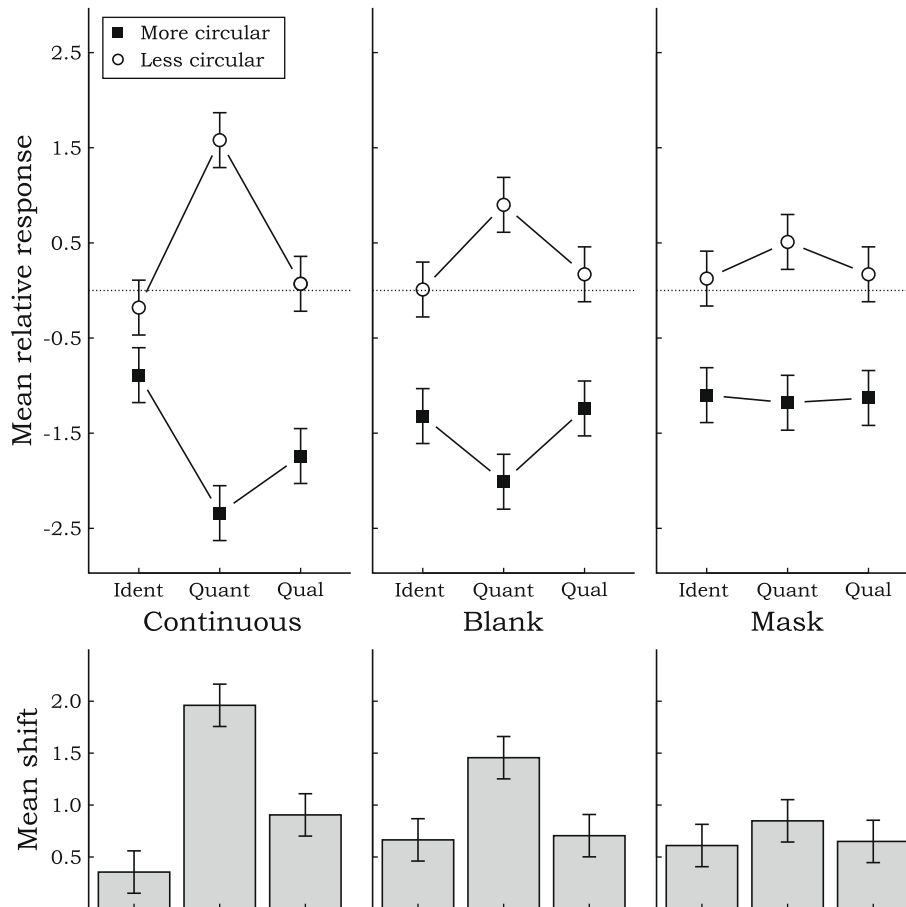 More circular
Less circular
Mean relative response
2.5
1.5
0.5
-0.5
-1.5
-2.5
Ident Quant Qual
Continuous
Ident Quant Qual
Blank
Ident Quant Qual
Mask
Mean shift
2.0
1.5
1.0
0.5